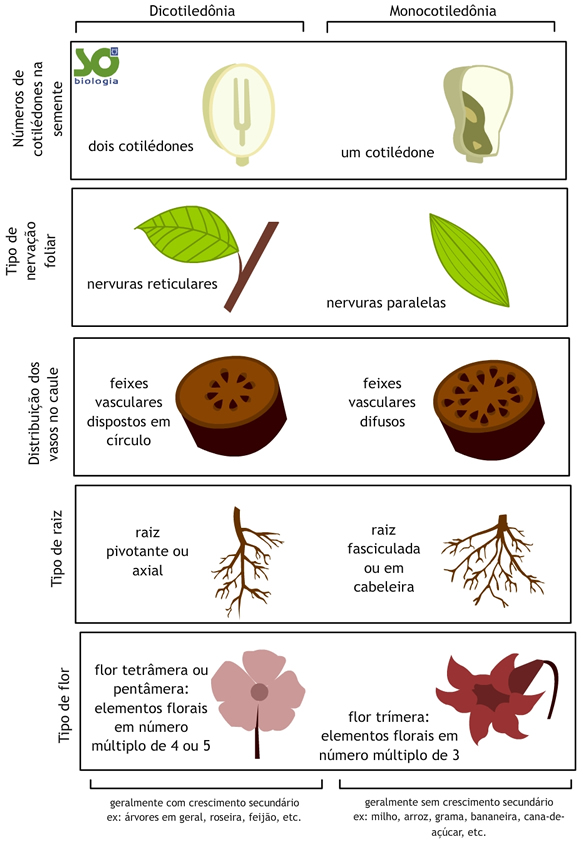 Dicotiledônia
Monocotiledônia
Números de
cotilédones na
semente
SÓ
biologia
dois cotilédones
um cotilédone
Tipo de
nervação
foliar
nervuras reticulares
nervuras paralelas
Distribuição dos
vasos no caule
feixes
vasculares
dispostos em
círculo
feixes
vasculares
difusos
Tipo de raiz
raiz
pivotante ou
axial
raiz
fasciculada
ou em
cabeleira
Tipo de flor
flor tetrâmera ou
pentâmera:
elementos florais
em número
múltiplo de 4 ou 5
flor trímera:
elementos florais em
número múltiplo de 3
geralmente com crescimento secundário
ex: árvores em geral, roseira, feijão, etc.
geralmente sem crescimento secundário
ex: milho, arroz, grama, bananeira, cana-de-
açúcar, etc.